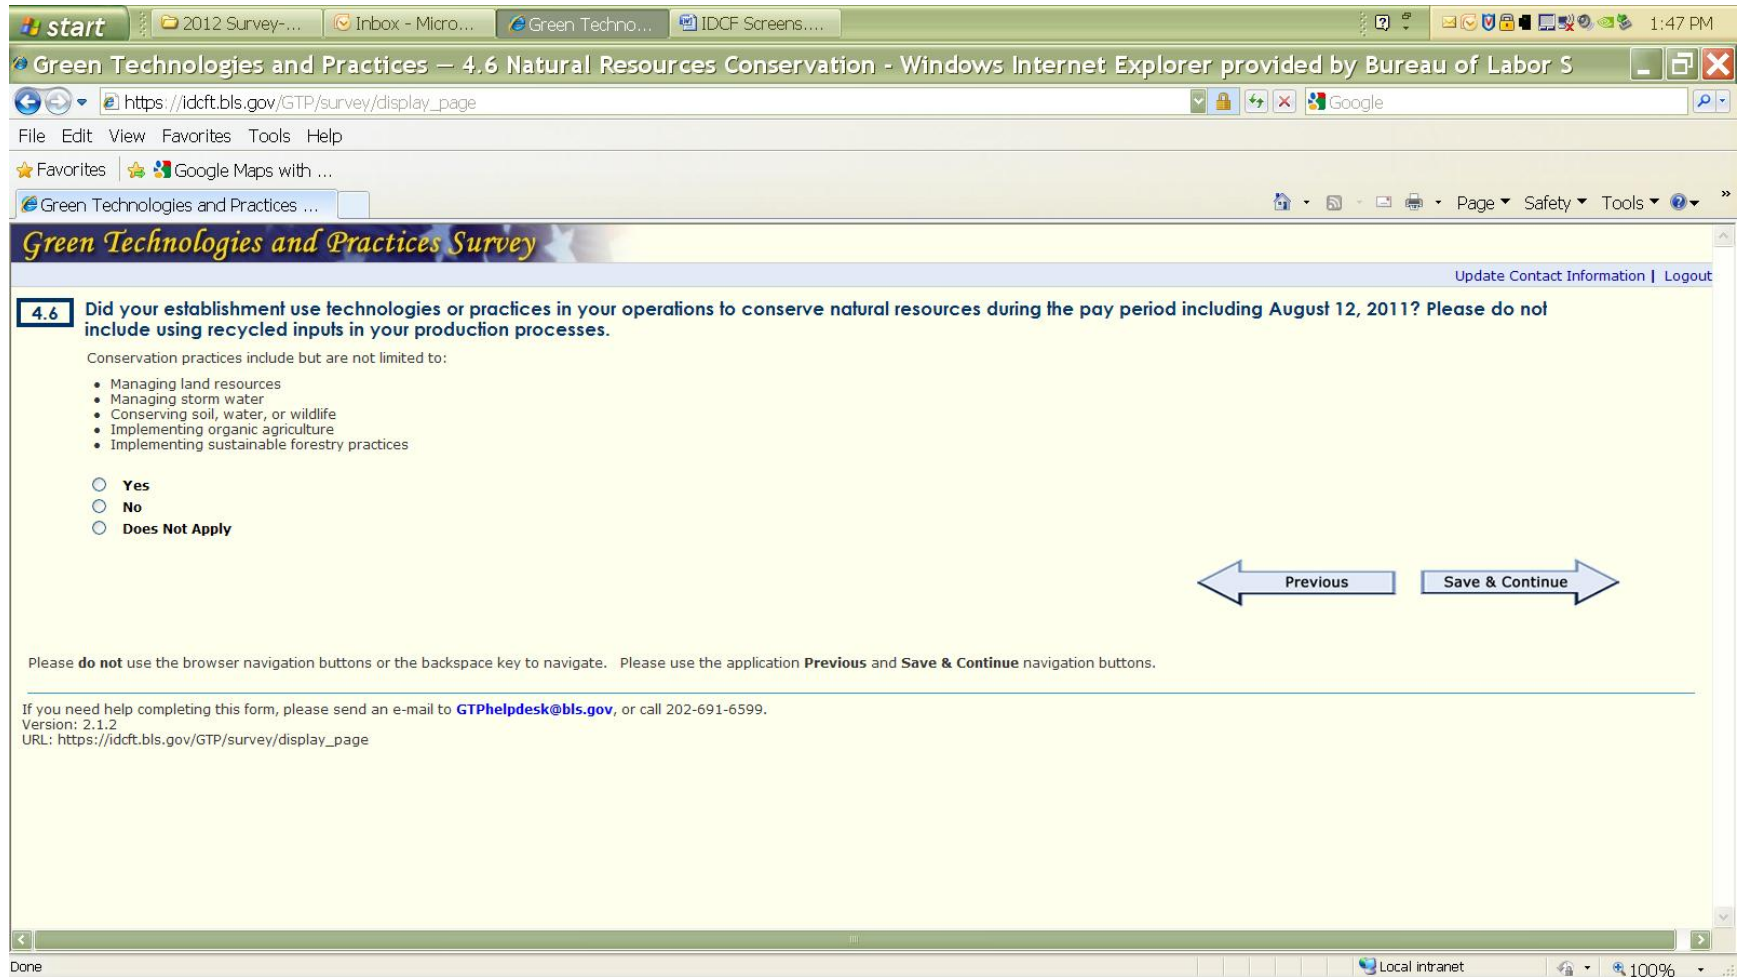 start 2012 Survey-... Inbox - Micro... Green Techno... IDCF Screens.... 1:47 PM
Green Technologies and Practices — 4.6 Natural Resources Conservation - Windows Internet Explorer provided by Bureau of Labor S
https://idcft.bls.gov/GTP/survey/display_page Google
File Edit View Favorites Tools Help
Favorites Google Maps with ...
Green Technologies and Practices ... Page Safety Tools »
Green Technologies and Practices Survey
Update Contact Information | Logout
4.6 Did your establishment use technologies or practices in your operations to conserve natural resources during the pay period including August 12, 2011? Please do not
include using recycled inputs in your production processes.
Conservation practices include but are not limited to:
• Managing land resources
• Managing storm water
• Conserving soil, water, or wildlife
• Implementing organic agriculture
• Implementing sustainable forestry practices
Yes
No
Does Not Apply
Previous Save & Continue
Please do not use the browser navigation buttons or the backspace key to navigate. Please use the application Previous and Save & Continue navigation buttons.
If you need help completing this form, please send an e-mail to GTPhelpdesk@bls.gov, or call 202-691-6599.
Version: 2.1.2
URL: https://idcft.bls.gov/GTP/survey/display_page
Done Local intranet 100%